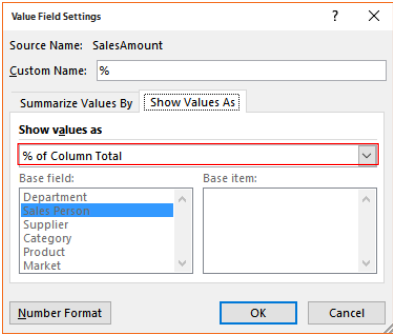 Value Field Settings ? X
Source Name: SalesAmount
Custom Name: %
Summarize Values By Show Values As
Show values as
% of Column Total
Base field: Base item:
Department
Sales Person
Supplier
Category
Product
Market
Number Format OK Cancel